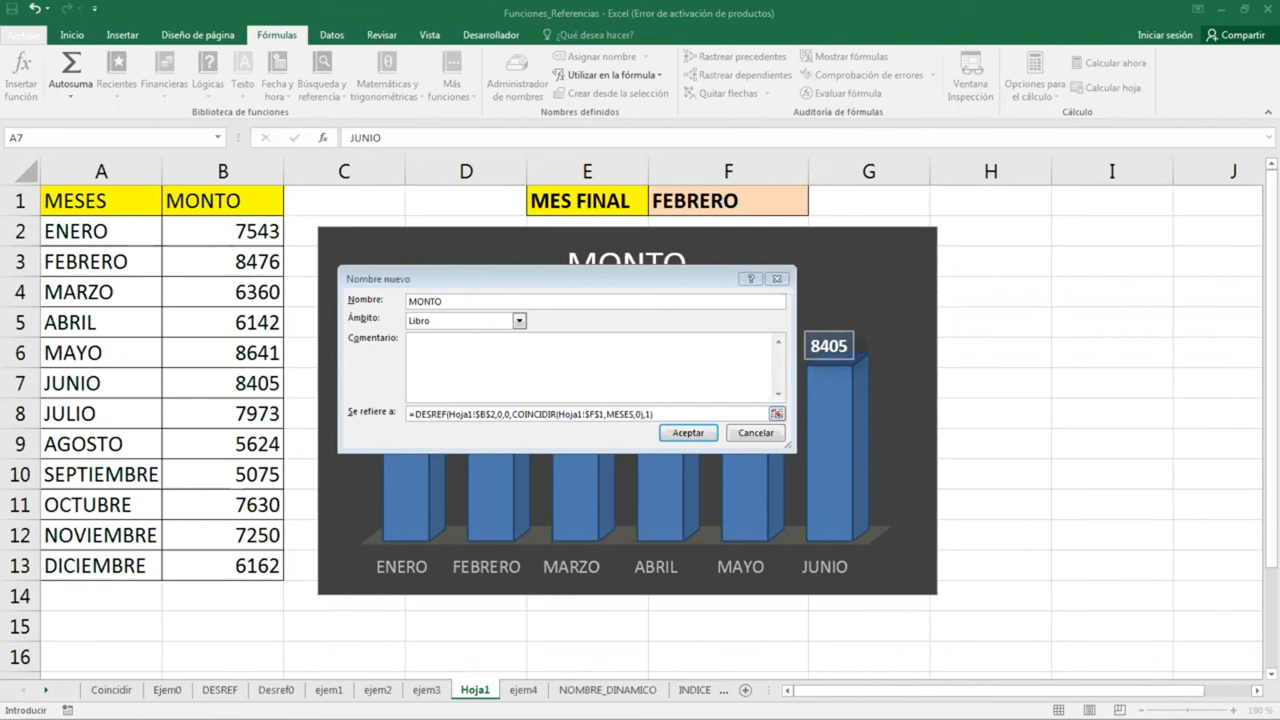 Funciones_Referencias - Excel (Error de activación de productos)
Archivo Inicio Insertar Diseño de página Fórmulas Datos Revisar Vista Desarrollador ¿Qué desea hacer? Iniciar sesión Compartir
Insertar función
Autosuma
Recientes
Financieras
Lógicas
Texto
Fecha y hora
Búsqueda y referencia
Matemáticas y trigonométricas
Más funciones
Biblioteca de funciones
Administrador de nombres
Asignar nombre
Utilizar en la fórmula
Crear desde la selección
Nombres definidos
Rastrear precedentes
Rastrear dependientes
Quitar flechas
Mostrar fórmulas
Comprobación de errores
Evaluar fórmula
Auditoría de fórmulas
Ventana Inspección
Opciones para el cálculo
Calcular ahora
Calcular hoja
Cálculo
A7 fx JUNIO
A B C D E F G H I J
1 MESES MONTO MES FINAL FEBRERO
2 ENERO 7543
3 FEBRERO 8476
4 MARZO 6360
5 ABRIL 6142
6 MAYO 8641
7 JUNIO 8405
8 JULIO 7973
9 AGOSTO 5624
10 SEPTIEMBRE 5075
11 OCTUBRE 7630
12 NOVIEMBRE 7250
13 DICIEMBRE 6162
14
15
16
MONTO
Nombre nuevo
Nombre: MONTO
Ámbito: Libro
Comentario:
Se refiere a: =DESREF(Hoja1!$B$2,0,0,COINCIDIR(Hoja1!$F$1,MESES,0),1)
Aceptar Cancelar
8405
ENERO FEBRERO MARZO ABRIL MAYO JUNIO
Coincidir Ejem0 DESREF Desref0 ejem1 ejem2 ejem3 Hoja1 ejem4 NOMBRE_DINAMICO INDICE ...
Introducir 190 %